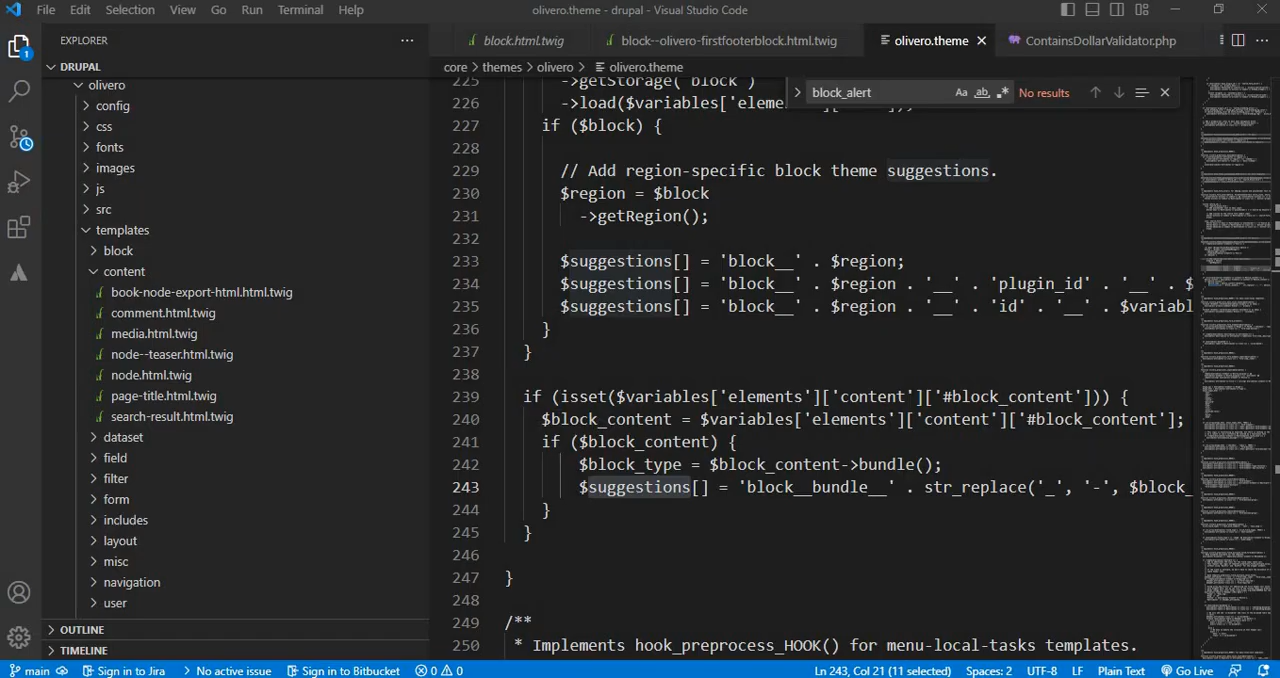 File Edit Selection View Go Run Terminal Help olivero.theme - drupal - Visual Studio Code
EXPLORER
block.html.twig block--olivero-firstfooterblock.html.twig olivero.theme ContainsDollarValidator.php
DRUPAL
core > themes > olivero > olivero.theme
block_alert Aa ab No results
olivero
config
css
fonts
images
js
src
templates
block
content
book-node-export-html.html.twig
comment.html.twig
media.html.twig
node--teaser.html.twig
node.html.twig
page-title.html.twig
search-result.html.twig
dataset
field
filter
form
includes
layout
misc
navigation
user
OUTLINE
TIMELINE
225 ->getStorage('block')
226 ->load($variables['eleme
227 if ($block) {
228
229 // Add region-specific block theme suggestions.
230 $region = $block
231 ->getRegion();
232
233 $suggestions[] = 'block__' . $region;
234 $suggestions[] = 'block__' . $region . '__' . 'plugin_id' . '__' . $
235 $suggestions[] = 'block__' . $region . '__' . 'id' . '__' . $variabl
236 }
237 }
238
239 if (isset($variables['elements']['content']['#block_content'])) {
240 $block_content = $variables['elements']['content']['#block_content'];
241 if ($block_content) {
242 $block_type = $block_content->bundle();
243 $suggestions[] = 'block__bundle__' . str_replace('_', '-', $block_
244 }
245 }
246
247 }
248
249 /**
250 * Implements hook_preprocess_HOOK() for menu-local-tasks templates.
1
main Sign in to Jira No active issue Sign in to Bitbucket 0 0 Ln 243, Col 21 (11 selected) Spaces: 2 UTF-8 LF Plain Text Go Live